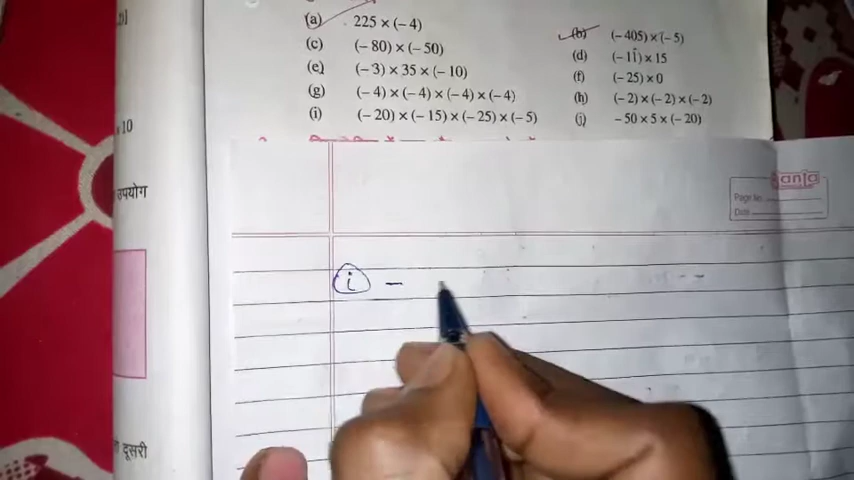 (a) 225 × (– 4) (b) (– 405) × (– 5)
(c) (– 80) × (– 50) (d) (– 11) × 15
(e) (– 3) × 35 × (– 10) (f) (– 25) × 0
(g) (– 4) × (– 4) × (– 4) × (– 4) (h) (– 2) × (– 2) × (– 2)
(i) (– 20) × (– 15) × (– 25) × (– 5) (j) – 50 × 5 × (– 20)
10
उपयोग
दूसरी
Page No.
Date
i –